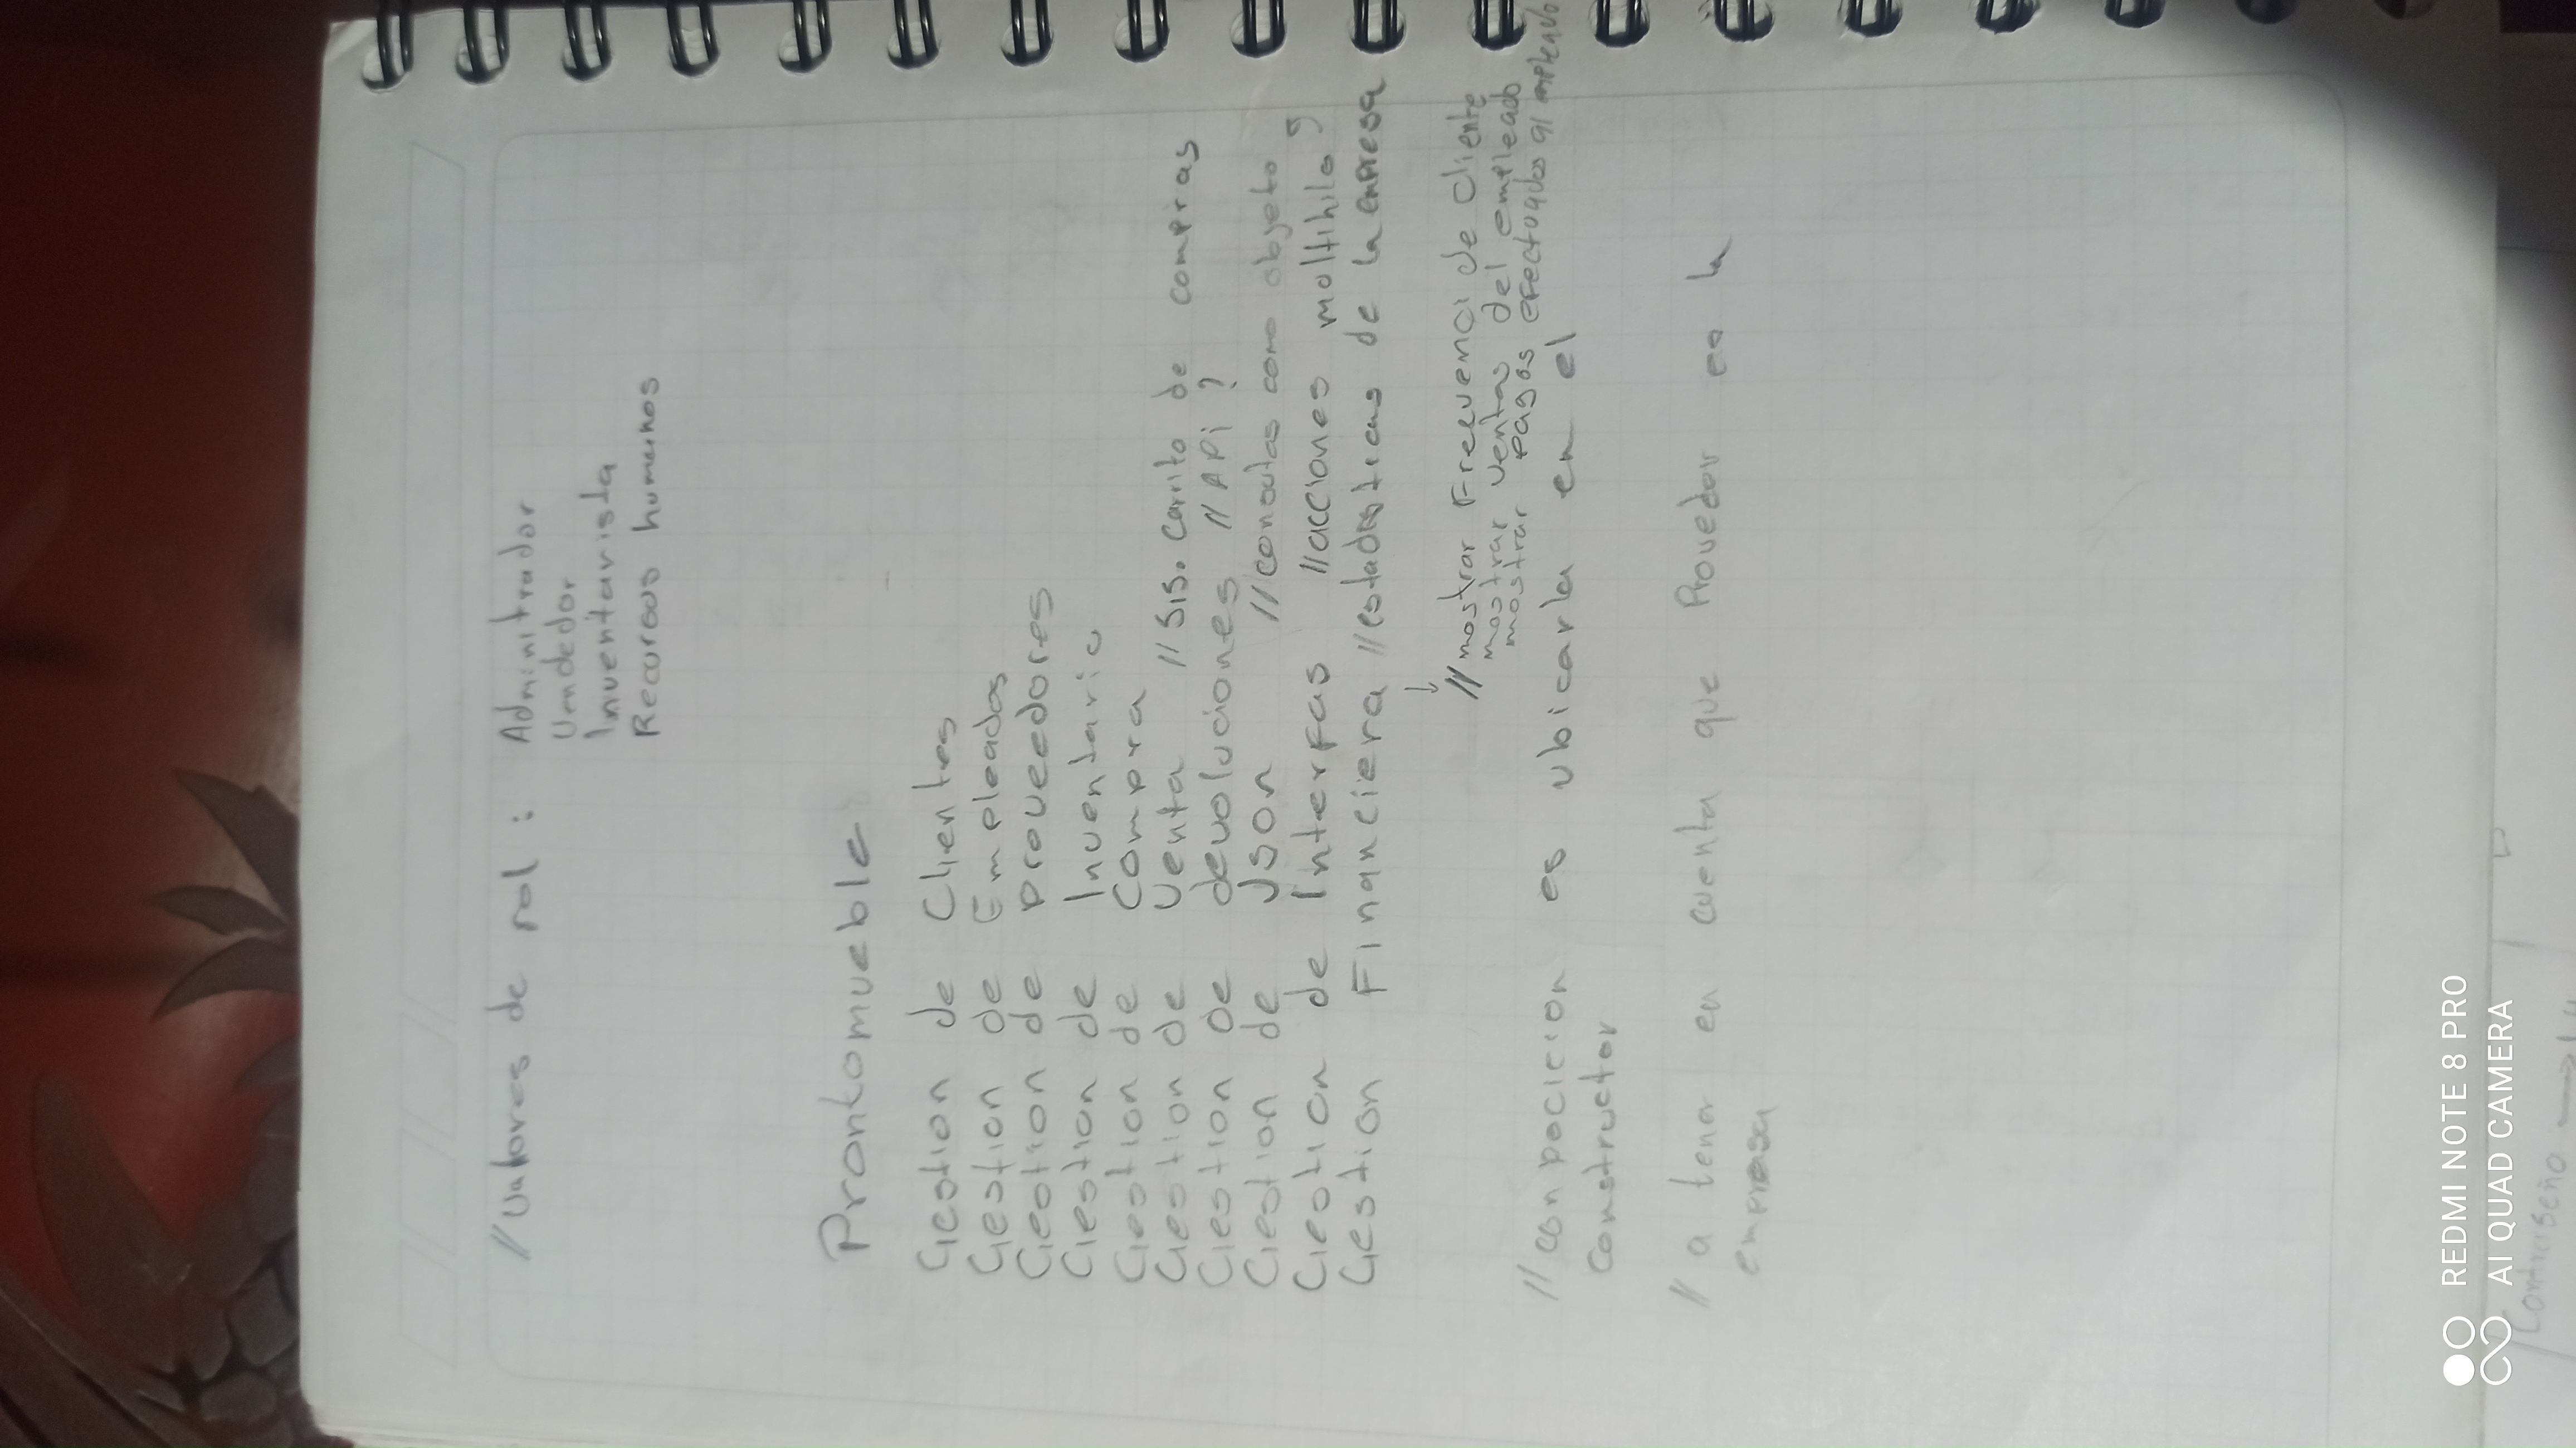 // Valores de rol : Adminitrador
Vendedor
Inventarista
Recursos humanos
Prontomueble
Gestion de Clientes
Gestion de Empleados
Gestion de proveedores
Gestion de Inventario
Gestion de Compra
Gestion de Venta // Sis. Carrito de compras
Gestion de devoluciones // APi ?
Gestion de Json // consultas como objeto
Gestion de Interfas // acciones multihilo
Gestion Financiera // estadisticas de la empresa
↓
// mostrar Frecuenci de Cliente
mostrar ventas del empleado
mostrar pagos efectuados al empleado
// conposicion es ubicarla en el
constructor
// a tener en cuenta que Provedor es la
empresa
REDMI NOTE 8 PRO
AI QUAD CAMERA
Contraseña →